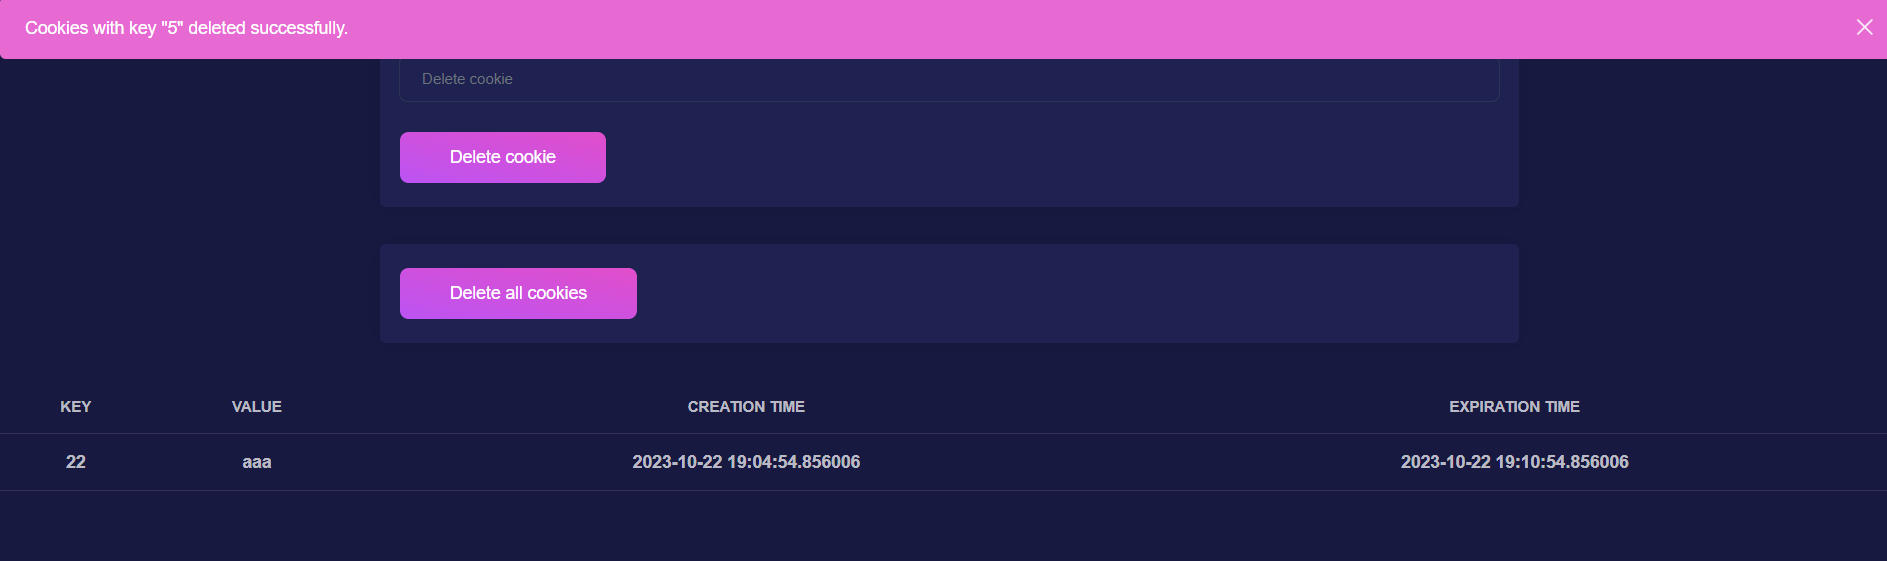 Cookies with key "5" deleted successfully.
Delete cookie
Delete cookie
Delete all cookies
KEY VALUE CREATION TIME EXPIRATION TIME
22 aaa 2023-10-22 19:04:54.856006 2023-10-22 19:10:54.856006